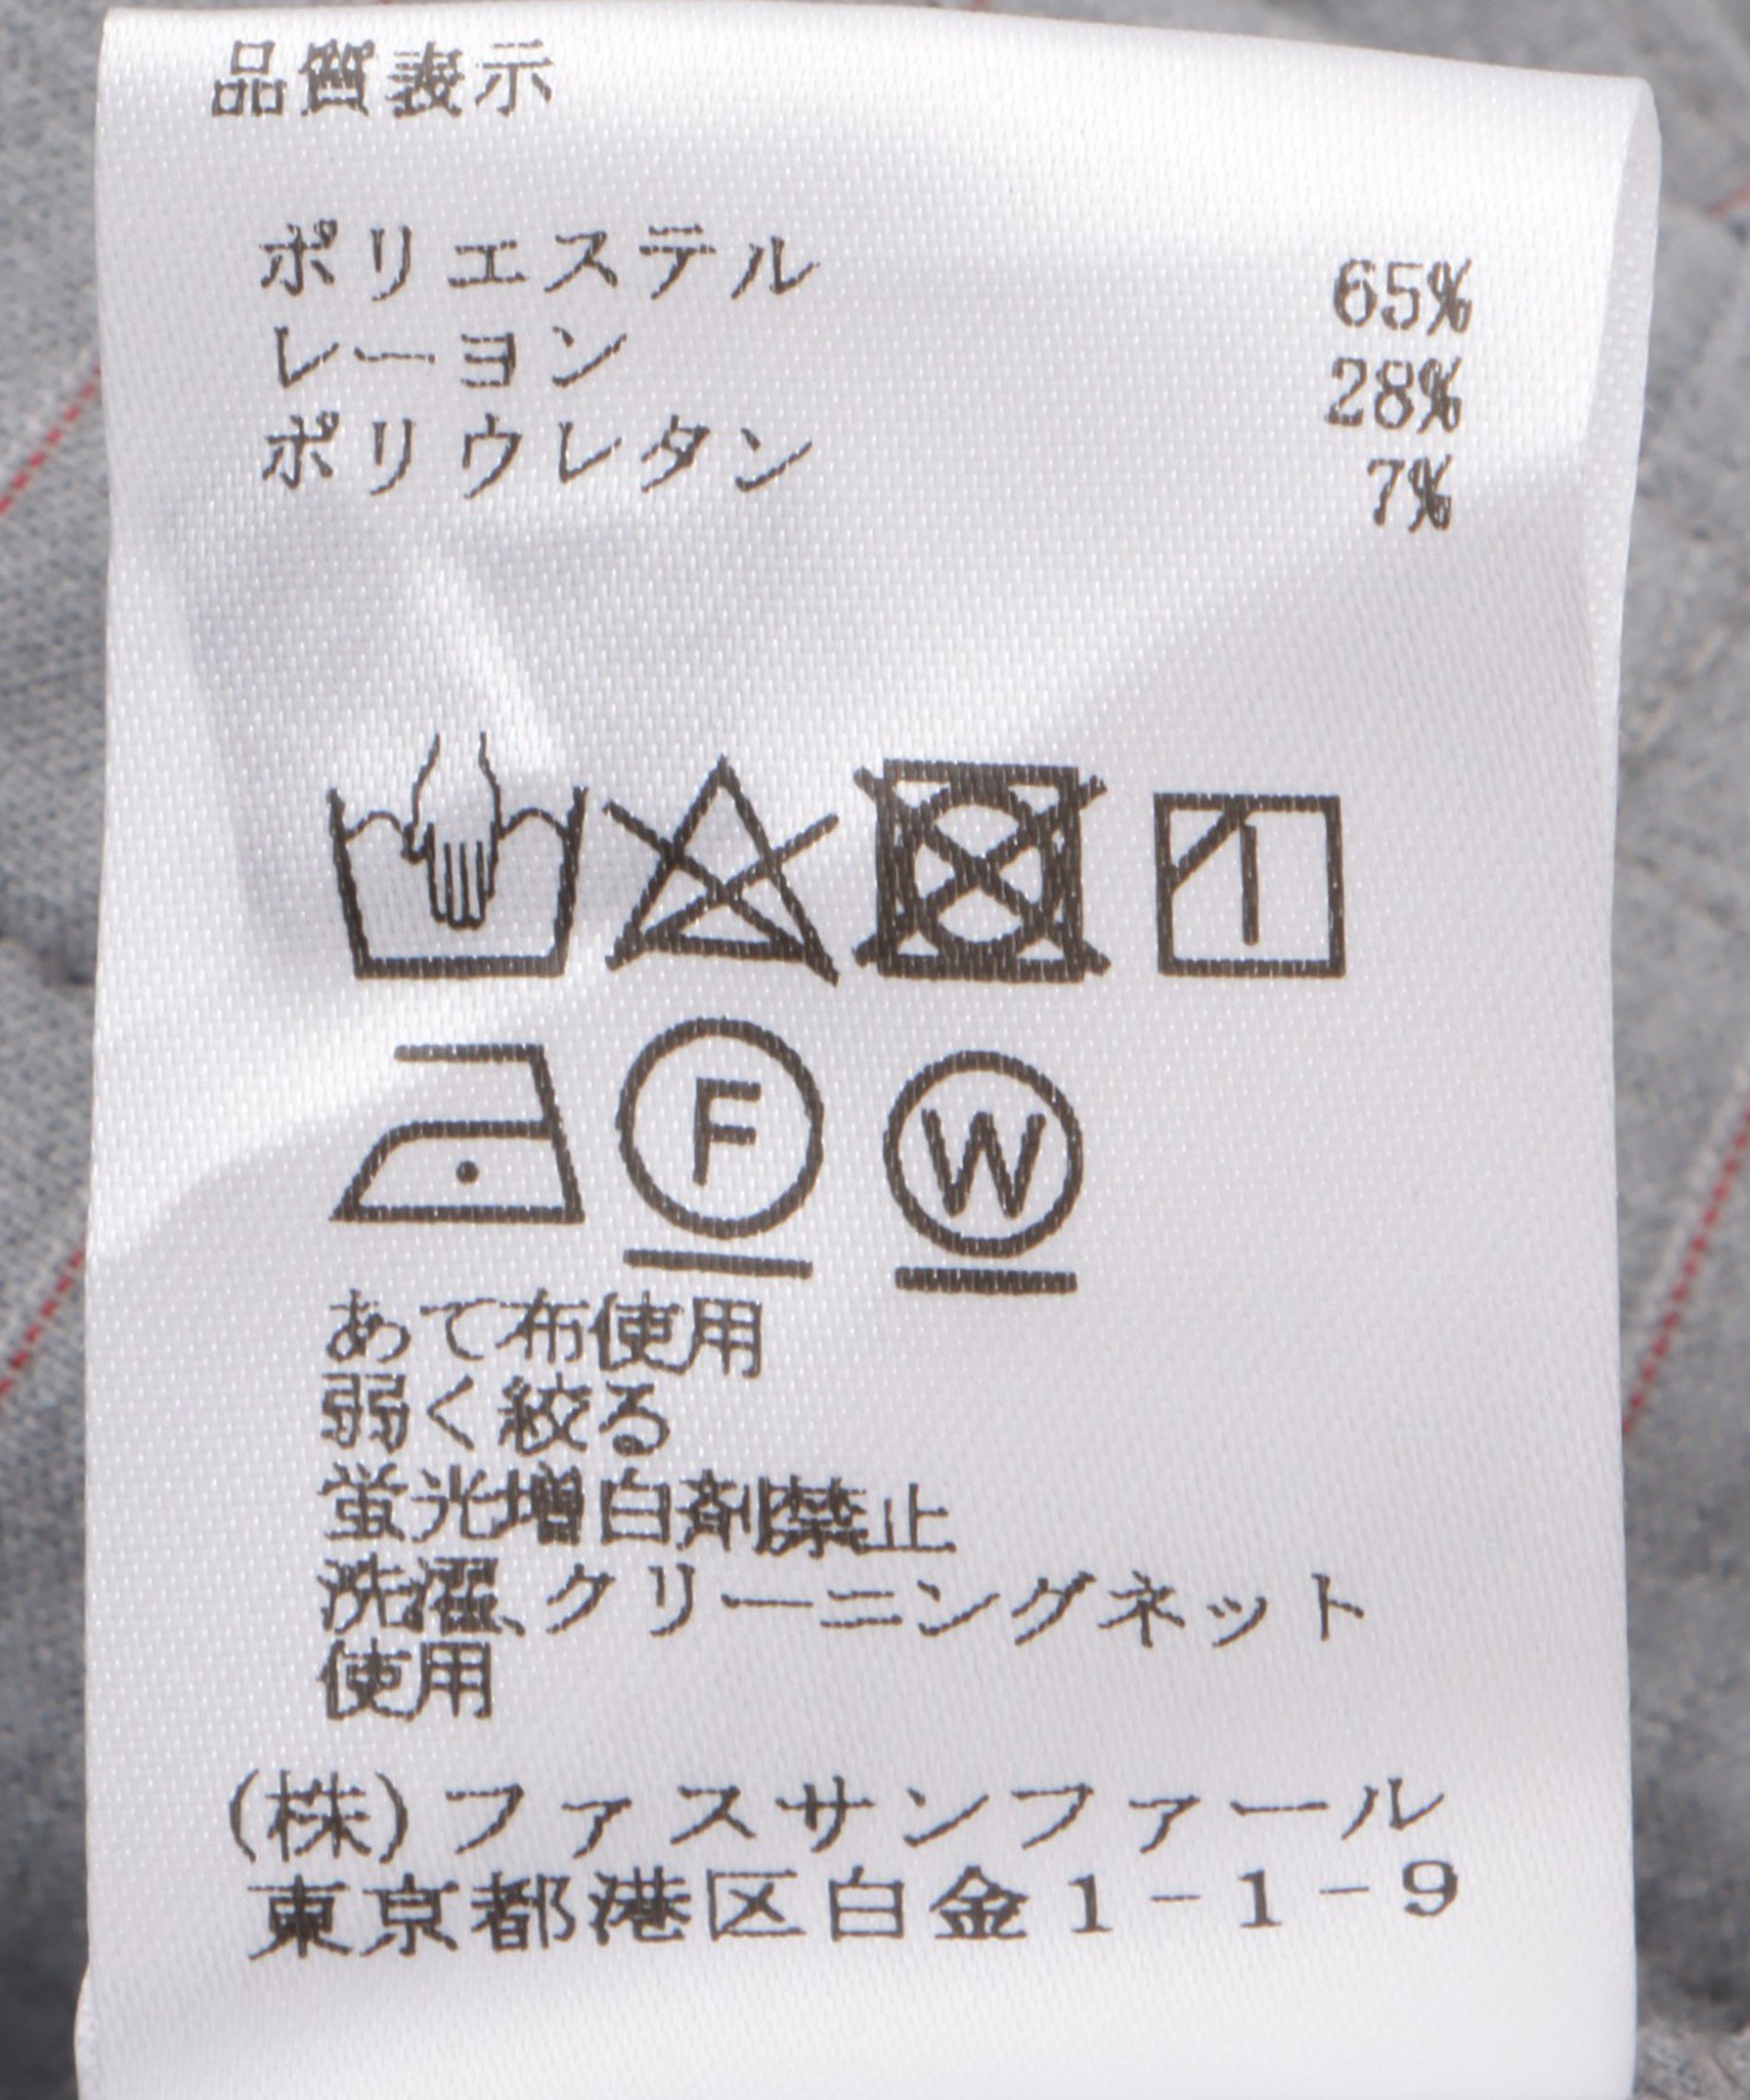 品質表示
ポリエステル 65%
レーヨン 28%
ポリウレタン 7%
F W
あて布使用
弱く絞る
蛍光増白剤禁止
洗濯、クリーニングネット
使用
(株)ファスサンファール
東京都港区白金1-1-9